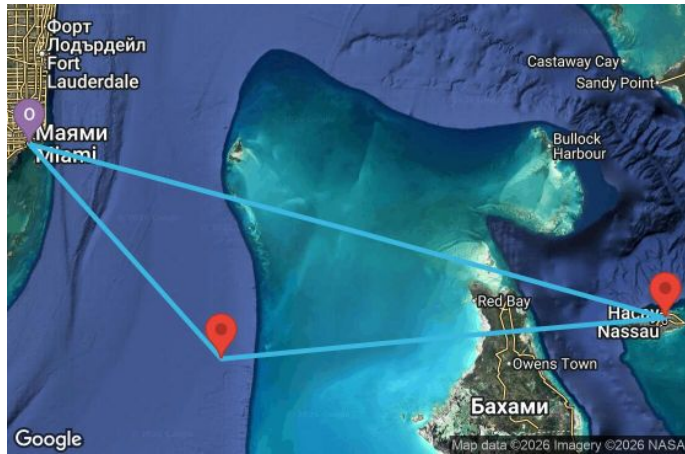 Форт
Лодърдейл
Fort
Lauderdale
0
Маями
Miami
Castaway Cay
Sandy Point
Bullock
Harbour
Red Bay
Насау
Nassau
Owens Town
Бахами
Google
Map data ©2026 Imagery ©2026 NASA